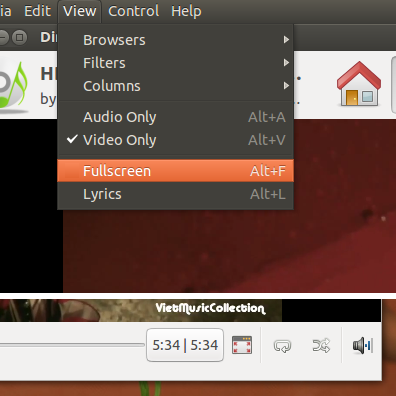 ia Edit View Control Help
Di
Browsers
Filters
Columns
Audio Only Alt+A
Video Only Alt+V
Fullscreen Alt+F
Lyrics Alt+L
H
by
VietMusicCollection
5:34 | 5:34